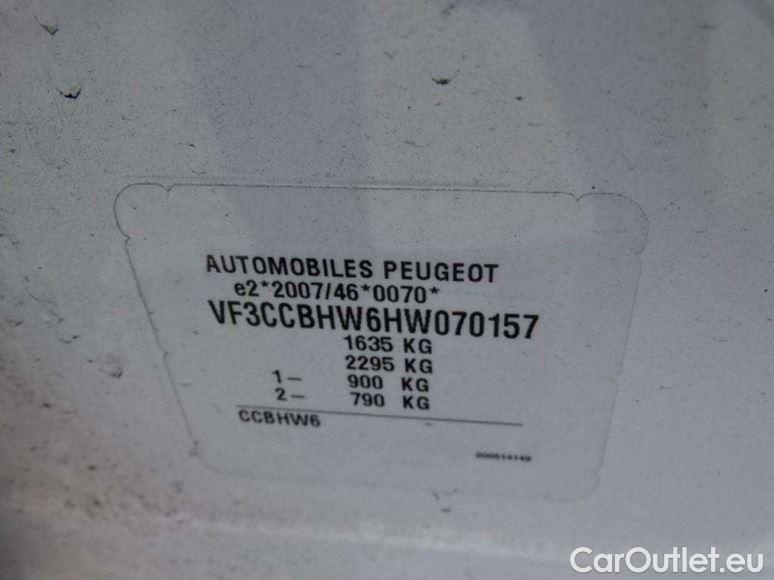 AUTOMOBILES PEUGEOT
e2*2007/46*0070*
VF3CCBHW6HW070157
1635 KG
2295 KG
1- 900 KG
2- 790 KG
CCBHW6
CarOutlet.eu